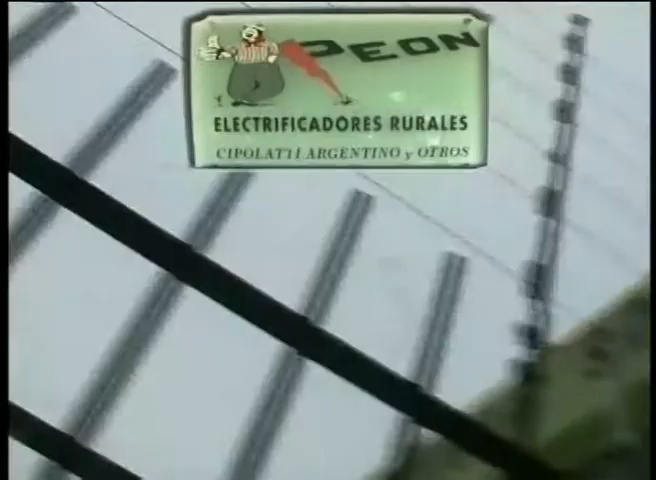 PEON
ELECTRIFICADORES RURALES
CIPOLATTI ARGENTINO y OTROS